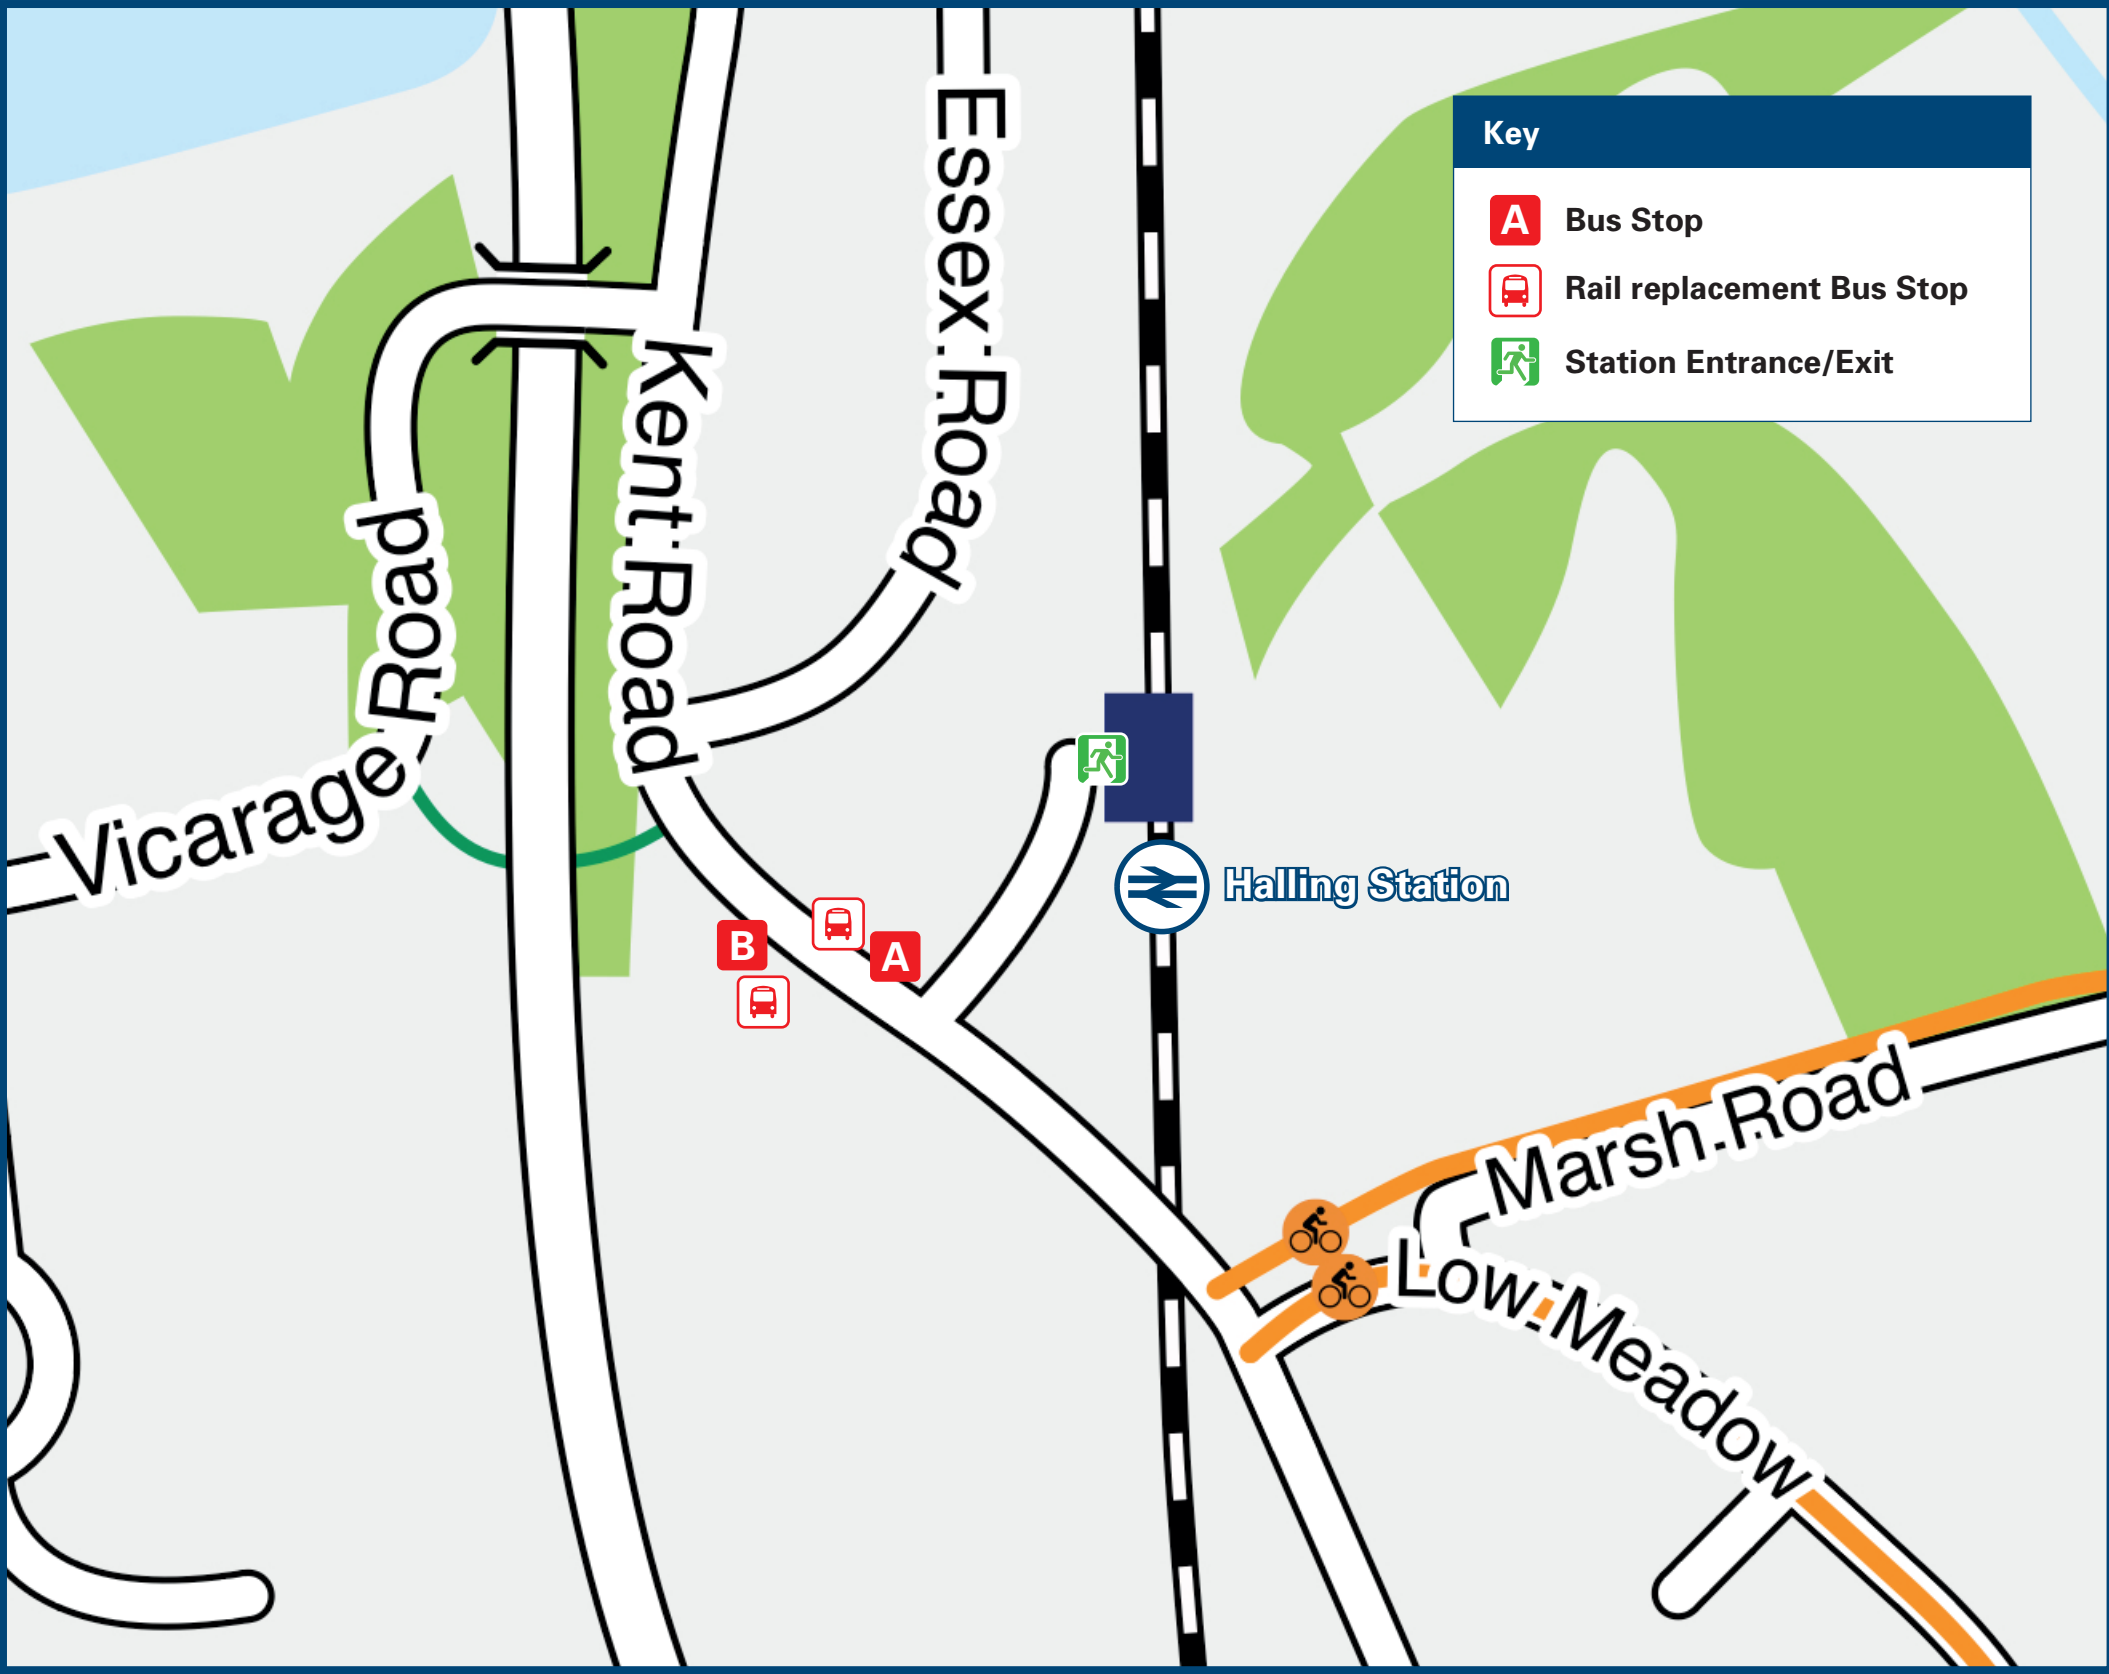 Key
A Bus Stop
Rail replacement Bus Stop
Station Entrance/Exit
Essex Road
Kent Road
Vicarage Road
B
A
Halling Station
Marsh Road
Low Meadow